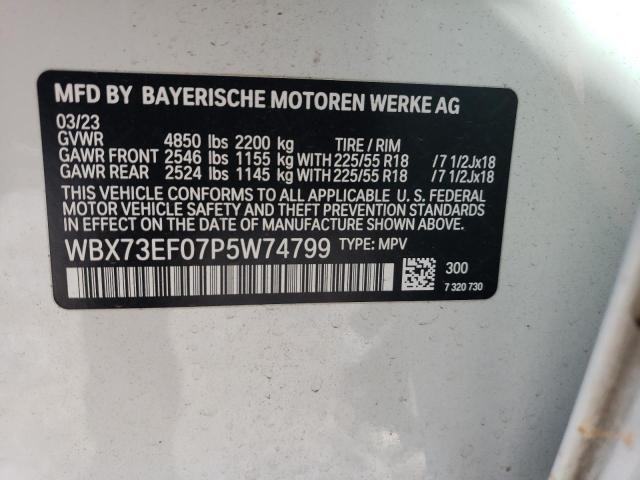 MFD BY BAYERISCHE MOTOREN WERKE AG
03/23
GVWR 4850 lbs 2200 kg TIRE / RIM
GAWR FRONT 2546 lbs 1155 kg WITH 225/55 R18 /7 1/2Jx18
GAWR REAR 2524 lbs 1145 kg WITH 225/55 R18 /7 1/2Jx18
THIS VEHICLE CONFORMS TO ALL APPLICABLE U. S. FEDERAL
MOTOR VEHICLE SAFETY AND THEFT PREVENTION STANDARDS
IN EFFECT ON THE DATE OF MANUFACTURE SHOWN ABOVE.
WBX73EF07P5W74799 TYPE: MPV
300
7 320 730